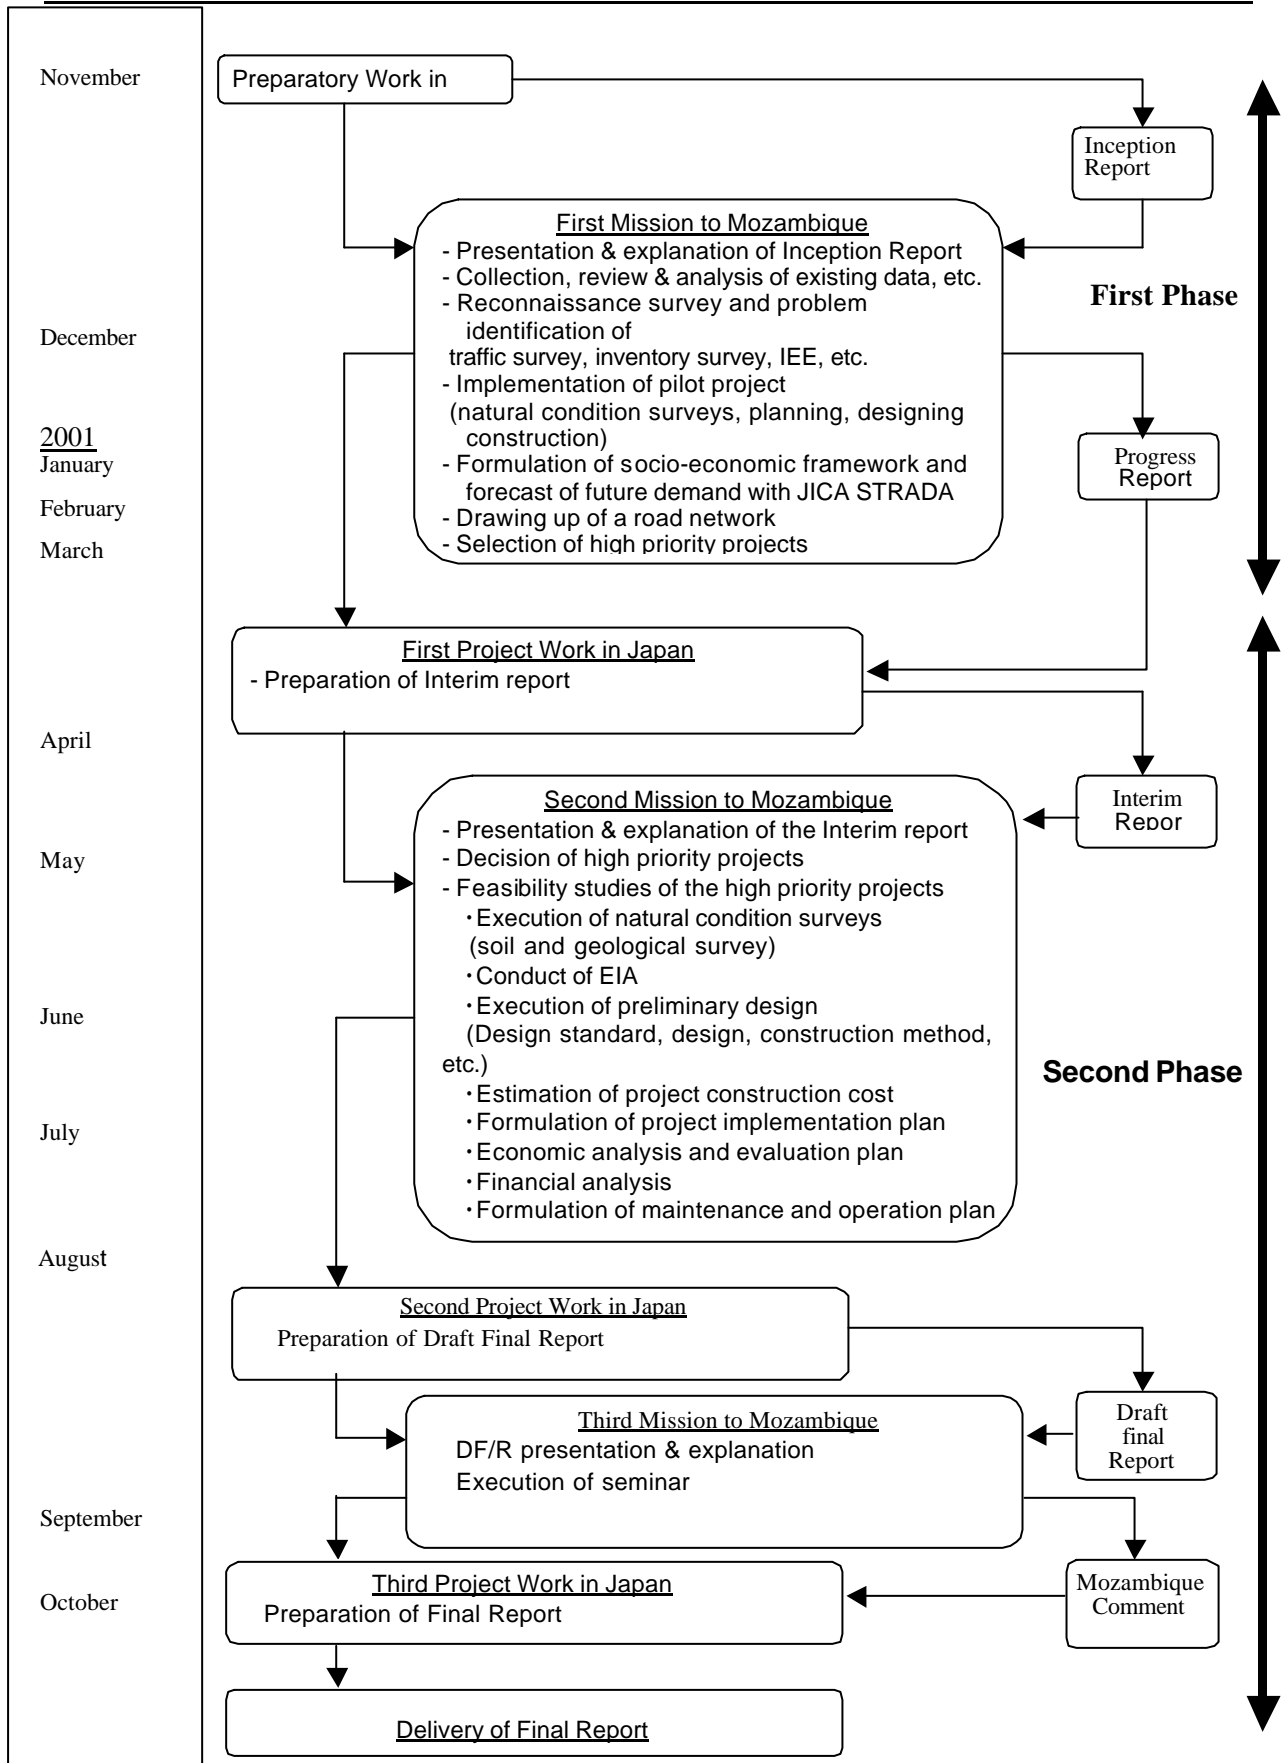 November
Preparatory Work in
Inception
Report
First Mission to Mozambique
- Presentation & explanation of Inception Report
- Collection, review & analysis of existing data, etc.
- Reconnaissance survey and problem
identification of
traffic survey, inventory survey, IEE, etc.
- Implementation of pilot project
(natural condition surveys, planning, designing
construction)
- Formulation of socio-economic framework and
forecast of future demand with JICA STRADA
- Drawing up of a road network
- Selection of high priority projects
First Phase
December
2001
January
February
March
Progress
Report
First Project Work in Japan
- Preparation of Interim report
April
Interim
Repor
Second Mission to Mozambique
- Presentation & explanation of the Interim report
- Decision of high priority projects
- Feasibility studies of the high priority projects
・Execution of natural condition surveys
(soil and geological survey)
・Conduct of EIA
・Execution of preliminary design
(Design standard, design, construction method,
etc.)
・Estimation of project construction cost
・Formulation of project implementation plan
・Economic analysis and evaluation plan
・Financial analysis
・Formulation of maintenance and operation plan
May
June
July
Second Phase
August
Second Project Work in Japan
Preparation of Draft Final Report
Third Mission to Mozambique
DF/R presentation & explanation
Execution of seminar
Draft
final
Report
September
October
Third Project Work in Japan
Preparation of Final Report
Mozambique
Comment
Delivery of Final Report